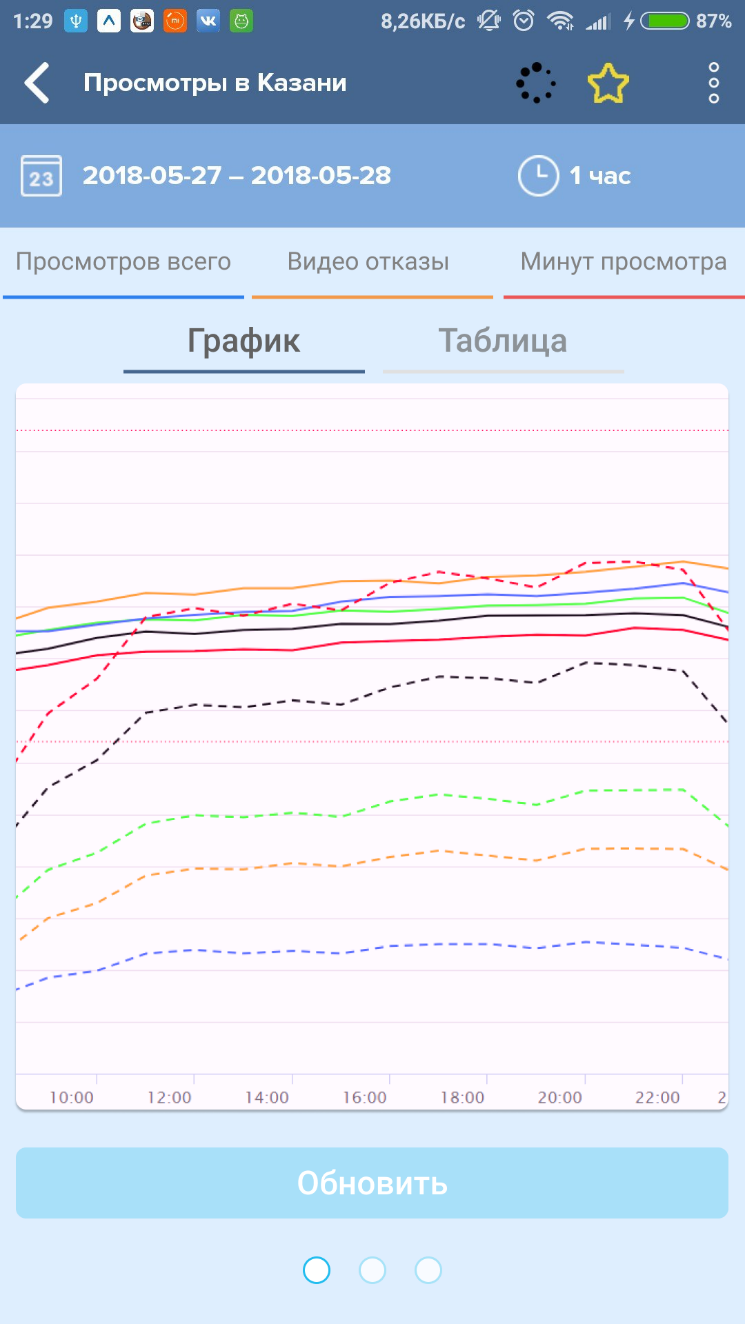 1:29 8,26КБ/с 87%
Просмотры в Казани
23 2018-05-27 – 2018-05-28 1 час
Просмотров всего Видео отказы Минут просмотра
График Таблица
10:00 12:00 14:00 16:00 18:00 20:00 22:00 2
Обновить